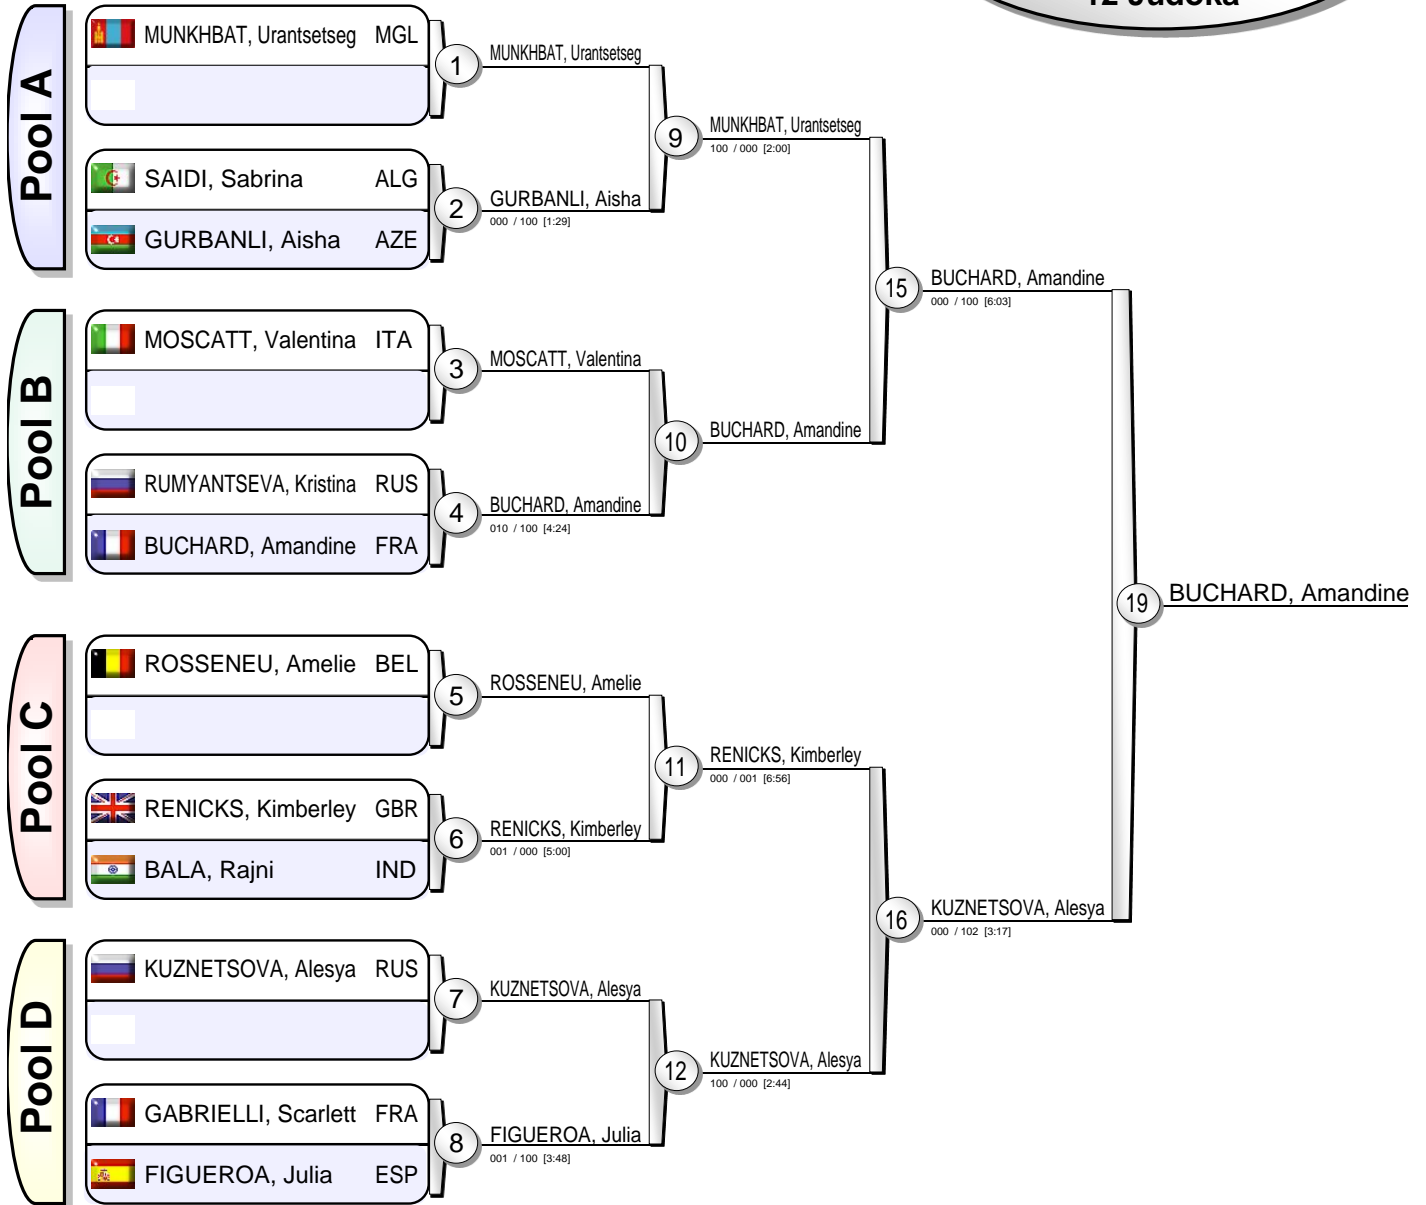 12 Judoka
Pool A
MUNKHBAT, Urantsetseg MGL
1
MUNKHBAT, Urantsetseg
SAIDI, Sabrina ALG
GURBANLI, Aisha AZE
2
GURBANLI, Aisha
000 / 100 [1:29]
9
MUNKHBAT, Urantsetseg
100 / 000 [2:00]
Pool B
MOSCATT, Valentina ITA
3
MOSCATT, Valentina
RUMYANTSEVA, Kristina RUS
BUCHARD, Amandine FRA
4
BUCHARD, Amandine
010 / 100 [4:24]
10
BUCHARD, Amandine
15
BUCHARD, Amandine
000 / 100 [6:03]
Pool C
ROSSENEU, Amelie BEL
5
ROSSENEU, Amelie
RENICKS, Kimberley GBR
BALA, Rajni IND
6
RENICKS, Kimberley
001 / 000 [5:00]
11
RENICKS, Kimberley
000 / 001 [6:56]
Pool D
KUZNETSOVA, Alesya RUS
7
KUZNETSOVA, Alesya
GABRIELLI, Scarlett FRA
FIGUEROA, Julia ESP
8
FIGUEROA, Julia
001 / 100 [3:48]
12
KUZNETSOVA, Alesya
100 / 000 [2:44]
16
KUZNETSOVA, Alesya
000 / 102 [3:17]
19
BUCHARD, Amandine